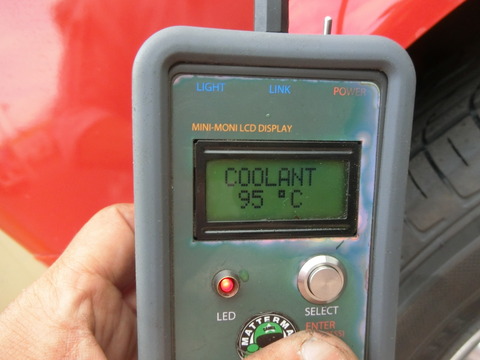 LIGHT LINK POWER
MINI-MONI LCD DISPLAY
COOLANT
95 °C
LED
SELECT
ENTER